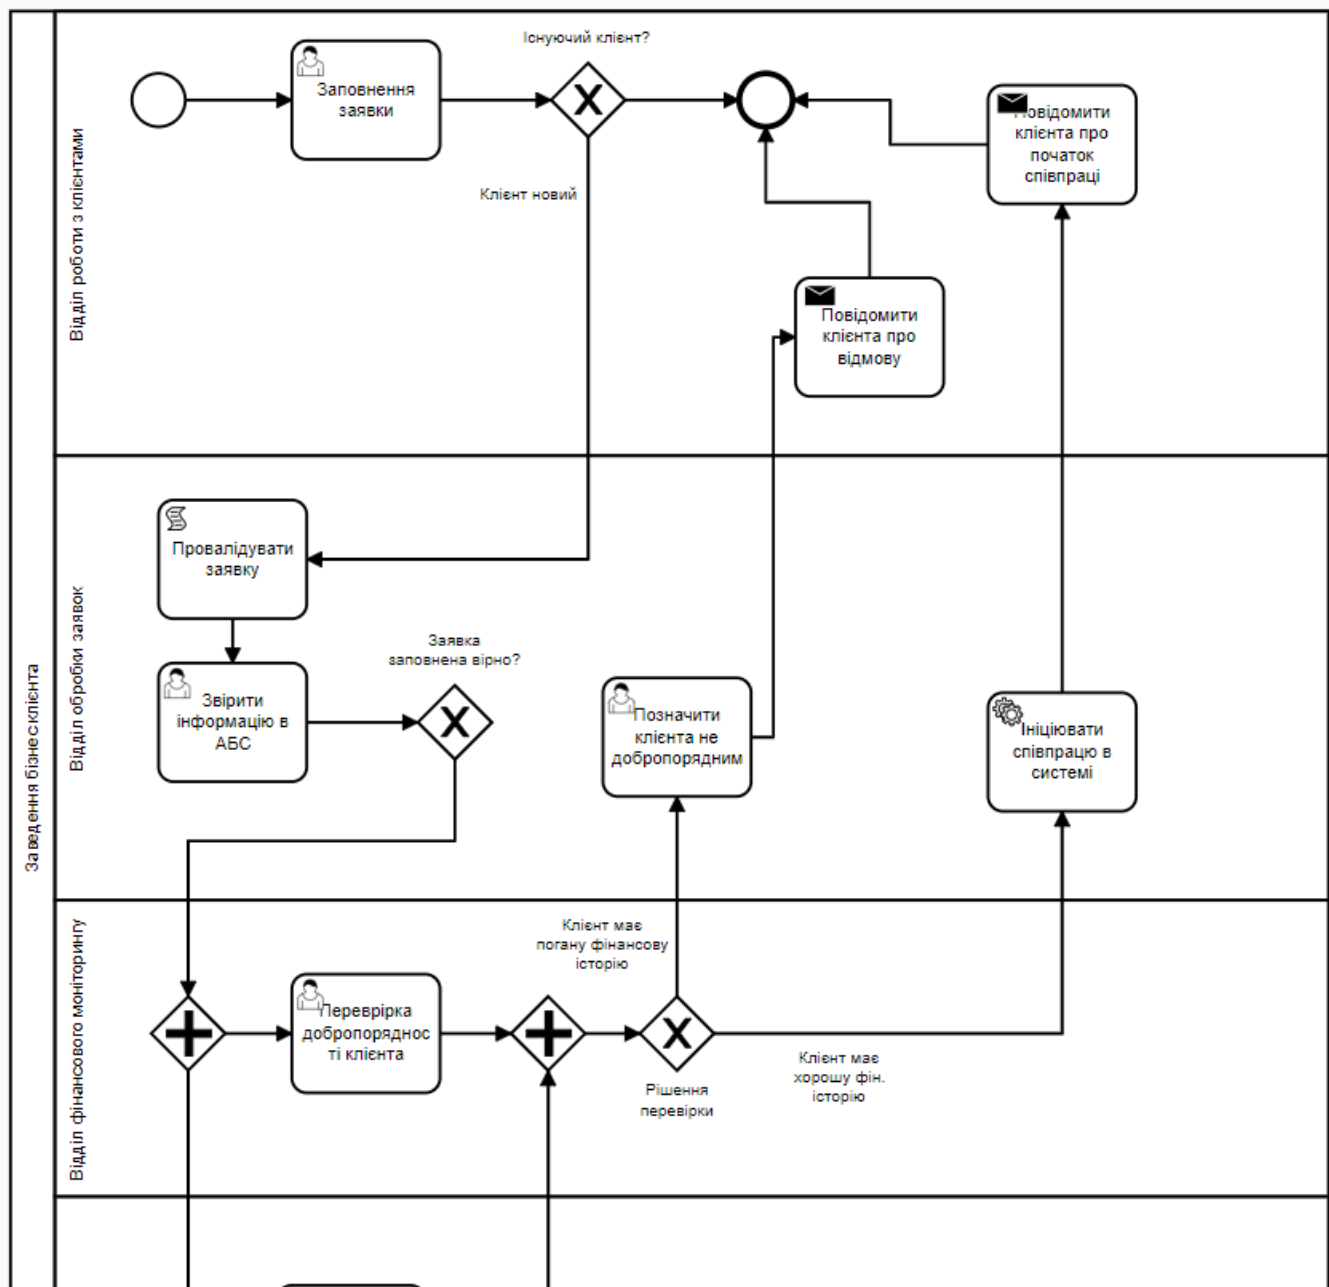 Заведення бізнес клієнта
Відділ роботи з клієнтами
Заповнення
заявки
Існуючий клієнт?
Клієнт новий
Повідомити
клієнта про
початок
співпраці
Повідомити
клієнта про
відмову
Відділ обробки заявок
Провалідувати
заявку
Звірити
інформацію в
АБС
Заявка
заповнена вірно?
Позначити
клієнта не
добропорядним
Ініціювати
співпрацю в
системі
Відділ фінансового моніторингу
Переврірка
добропоряднос
ті клієнта
Клієнт має
погану фінансову
історію
Рішення
перевірки
Клієнт має
хорошу фін.
історію